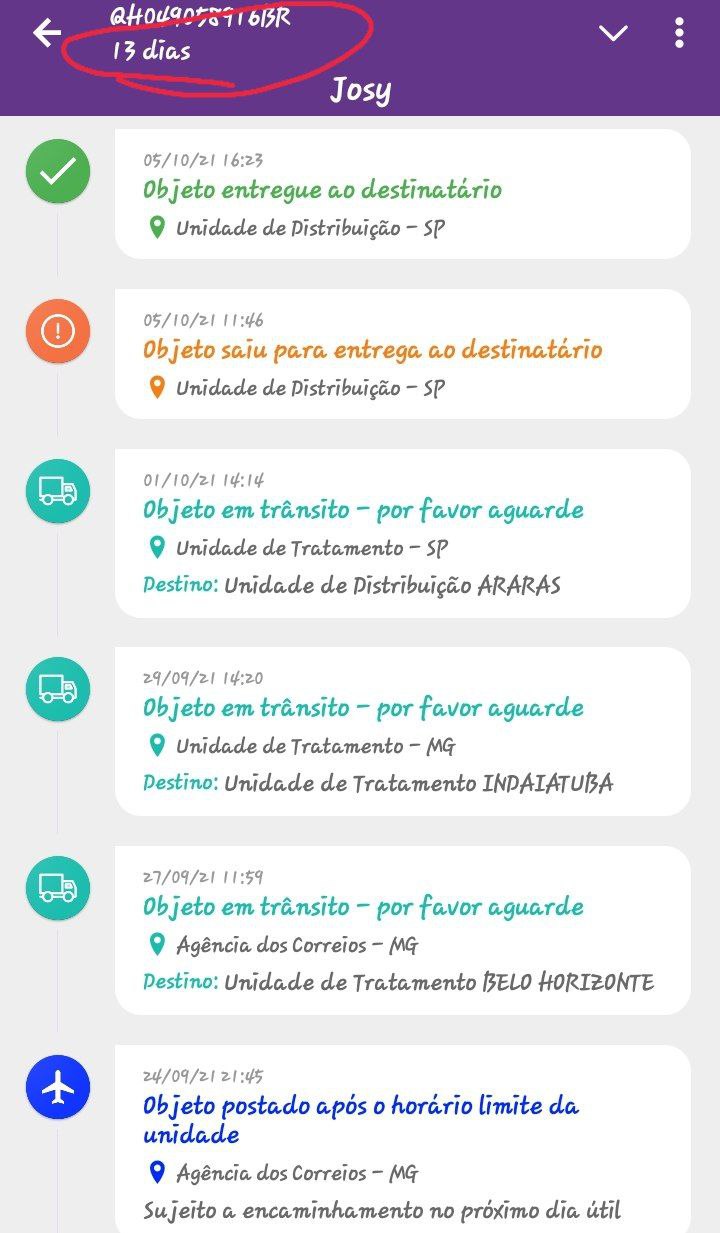 QH049058916BR
13 dias
Josy
05/10/21 16:23
Objeto entregue ao destinatário
Unidade de Distribuição - SP
05/10/21 11:46
Objeto saiu para entrega ao destinatário
Unidade de Distribuição - SP
01/10/21 14:14
Objeto em trânsito - por favor aguarde
Unidade de Tratamento - SP
Destino: Unidade de Distribuição ARARAS
29/09/21 14:20
Objeto em trânsito - por favor aguarde
Unidade de Tratamento - MG
Destino: Unidade de Tratamento INDAIATUBA
27/09/21 11:59
Objeto em trânsito - por favor aguarde
Agência dos Correios - MG
Destino: Unidade de Tratamento BELO HORIZONTE
24/09/21 21:45
Objeto postado após o horário limite da
unidade
Agência dos Correios - MG
Sujeito a encaminhamento no próximo dia útil